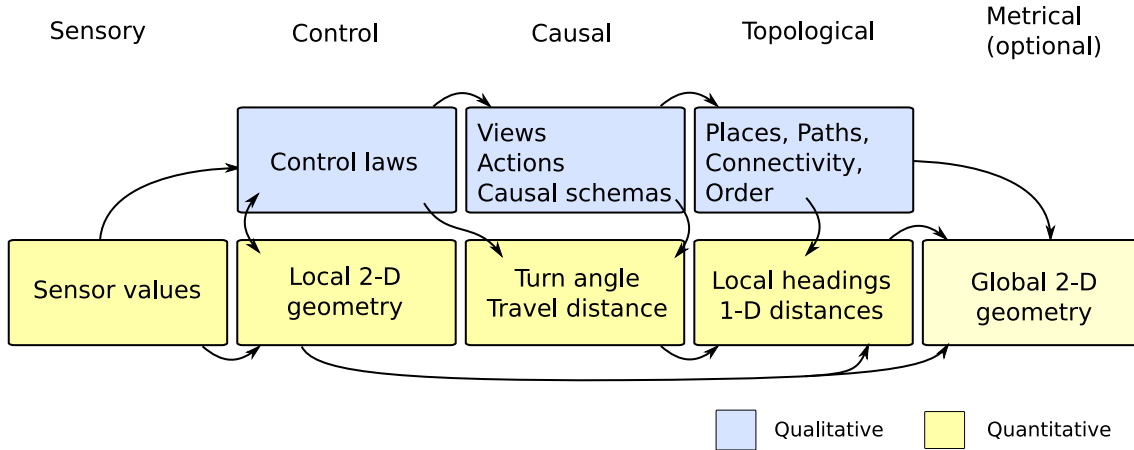 Sensory
Control
Causal
Topological
Metrical
(optional)
Control laws
Views
Actions
Causal schemas
Places, Paths,
Connectivity,
Order
Sensor values
Local 2-D
geometry
Turn angle
Travel distance
Local headings
1-D distances
Global 2-D
geometry
Qualitative
Quantitative